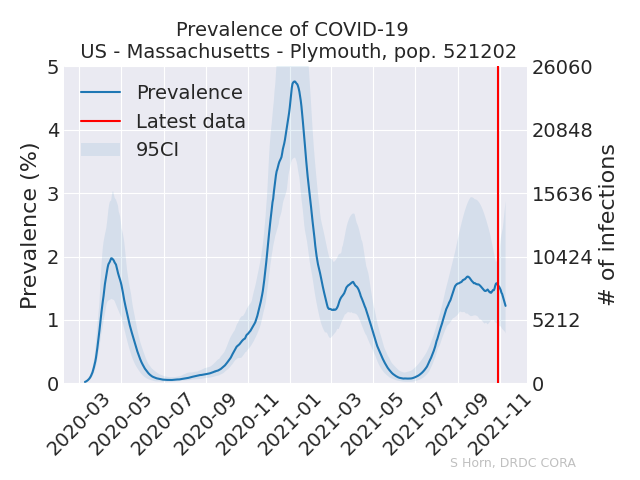 Prevalence of COVID-19
US - Massachusetts - Plymouth, pop. 521202
Prevalence
Latest data
95CI
Prevalence (%)
5
4
3
2
1
0
26060
20848
15636
10424
5212
0
# of infections
2020-03
2020-05
2020-07
2020-09
2020-11
2021-01
2021-03
2021-05
2021-07
2021-09
2021-11
S Horn, DRDC CORA